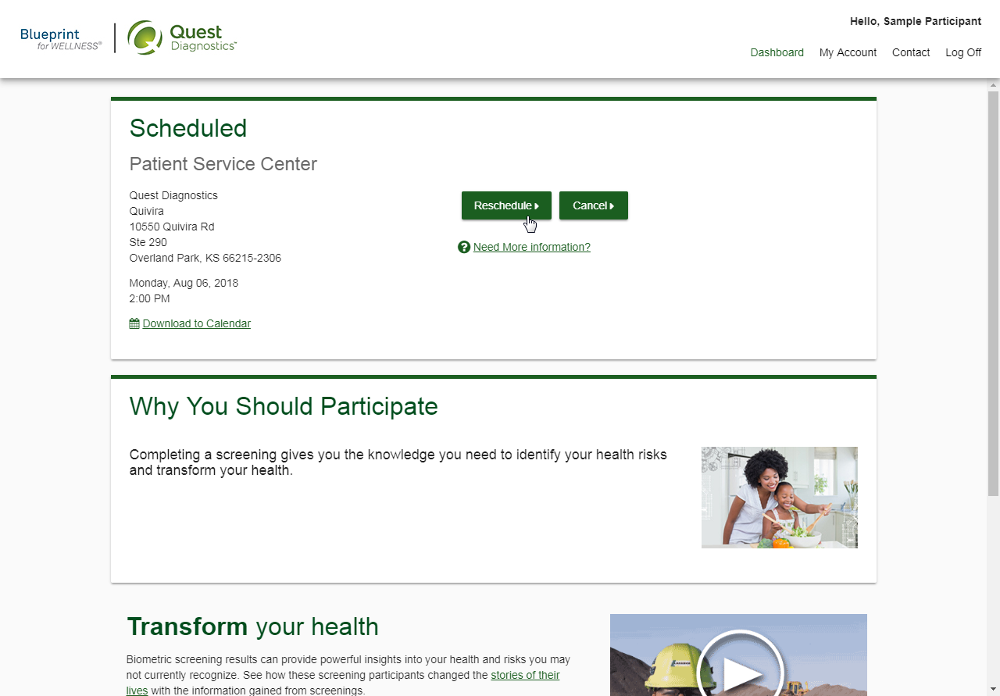 Hello, Sample Participant
Blueprint
for WELLNESS®
Quest
Diagnostics™
Dashboard My Account Contact Log Off
Scheduled
Patient Service Center
Quest Diagnostics
Quivira
10550 Quivira Rd
Ste 290
Overland Park, KS 66215-2306
Monday, Aug 06, 2018
2:00 PM
Download to Calendar
Reschedule
Cancel
? Need More information?
Why You Should Participate
Completing a screening gives you the knowledge you need to identify your health risks
and transform your health.
Transform your health
Biometric screening results can provide powerful insights into your health and risks you may
not currently recognize. See how these screening participants changed the stories of their
lives with the information gained from screenings.